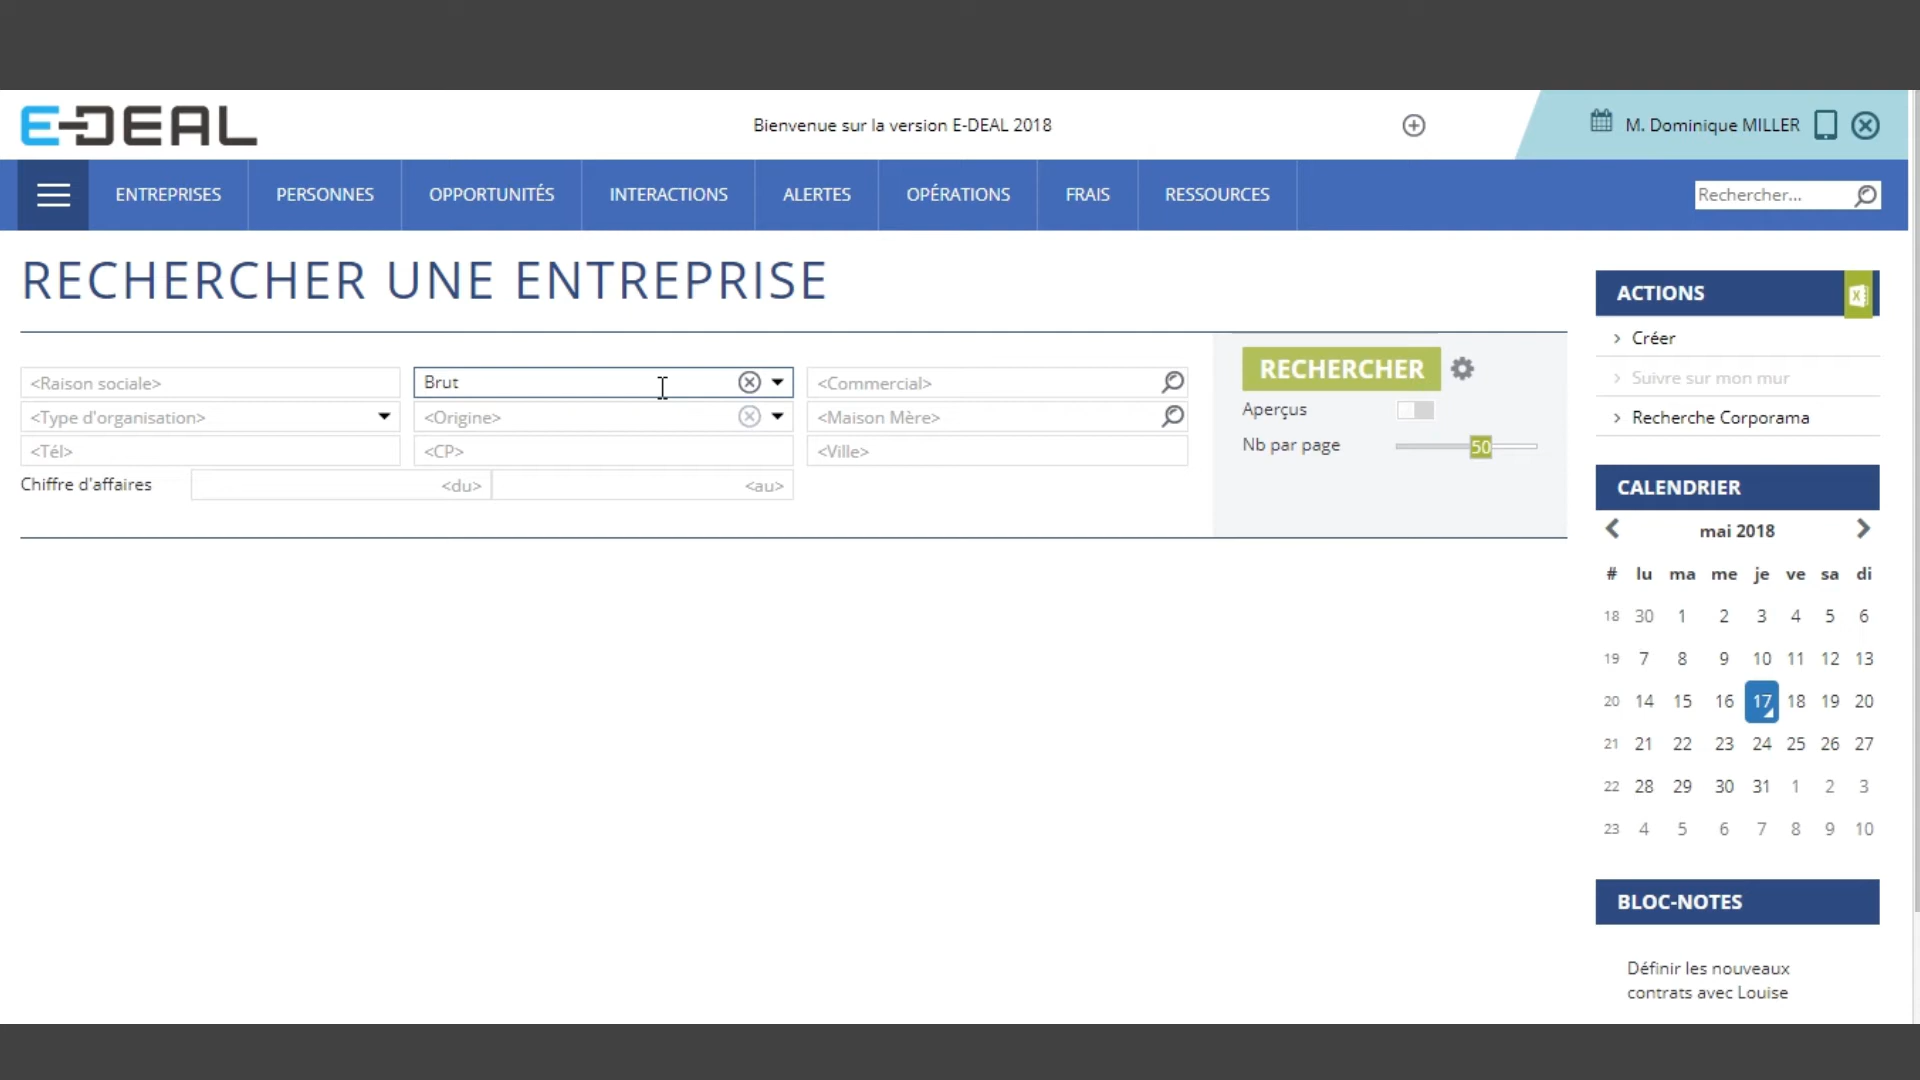 E-DEAL
Bienvenue sur la version E-DEAL 2018
M. Dominique MILLER
ENTREPRISES
PERSONNES
OPPORTUNITÉS
INTERACTIONS
ALERTES
OPÉRATIONS
FRAIS
RESSOURCES
Rechercher...
RECHERCHER UNE ENTREPRISE
<Raison sociale>
Brut
<Commercial>
<Type d'organisation>
<Origine>
<Maison Mère>
<Tél>
<CP>
<Ville>
Chiffre d'affaires
<du>
<au>
RECHERCHER
Aperçus
Nb par page
50
ACTIONS
X
> Créer
> Suivre sur mon mur
> Recherche Corporama
CALENDRIER
mai 2018
# lu ma me je ve sa di
18 30 1 2 3 4 5 6
19 7 8 9 10 11 12 13
20 14 15 16 17 18 19 20
21 21 22 23 24 25 26 27
22 28 29 30 31 1 2 3
23 4 5 6 7 8 9 10
BLOC-NOTES
Définir les nouveaux
contrats avec Louise